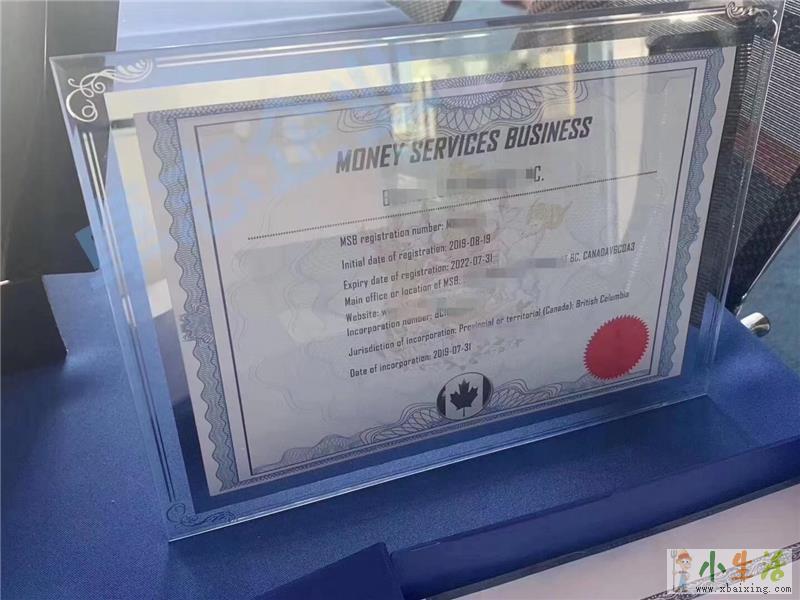 MONEY SERVICES BUSINESS
C.
MSB registration number:
Initial date of registration: 2019-08-19
Expiry date of registration: 2022-07-31
Main office or location of MSB: BC, CANADAV6C0A3
Website:
Incorporation number: BC
Jurisdiction of incorporation: Provincial or territorial (Canada): British Columbia
Date of incorporation: 2019-07-31
小生活
www.xbaixing.com